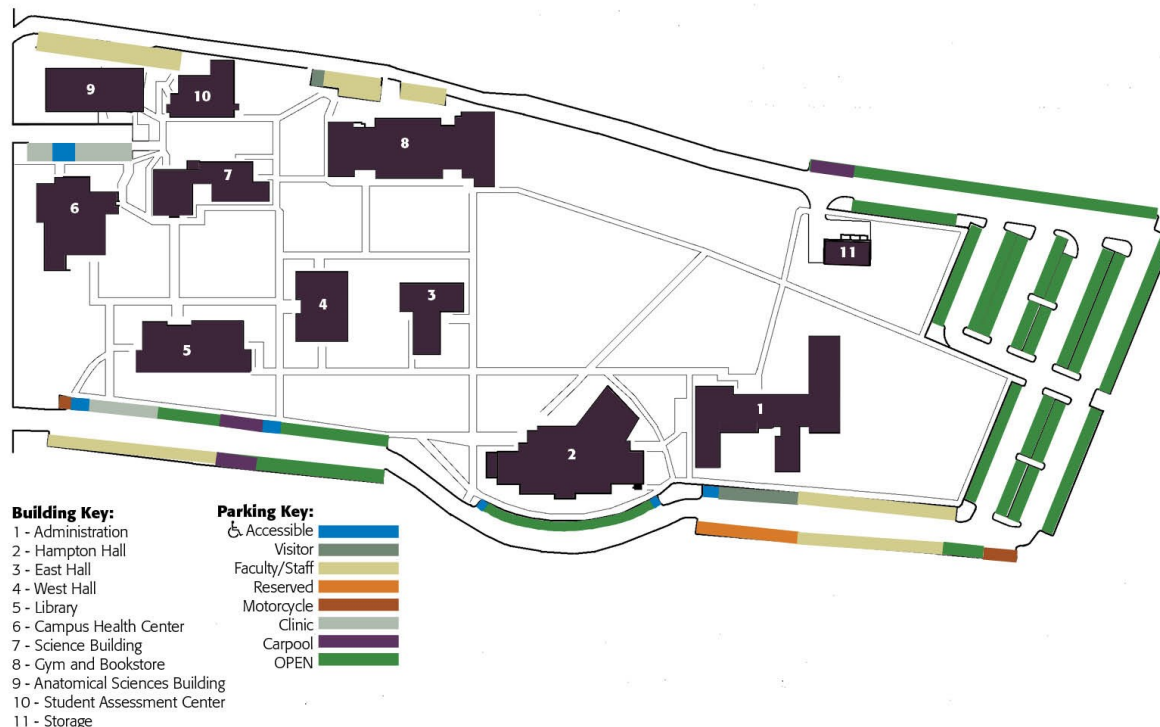 9
10
8
7
6
11
4
3
5
1
2
Building Key:
1 - Administration
2 - Hampton Hall
3 - East Hall
4 - West Hall
5 - Library
6 - Campus Health Center
7 - Science Building
8 - Gym and Bookstore
9 - Anatomical Sciences Building
10 - Student Assessment Center
11 - Storage
Parking Key:
♿ Accessible
Visitor
Faculty/Staff
Reserved
Motorcycle
Clinic
Carpool
OPEN